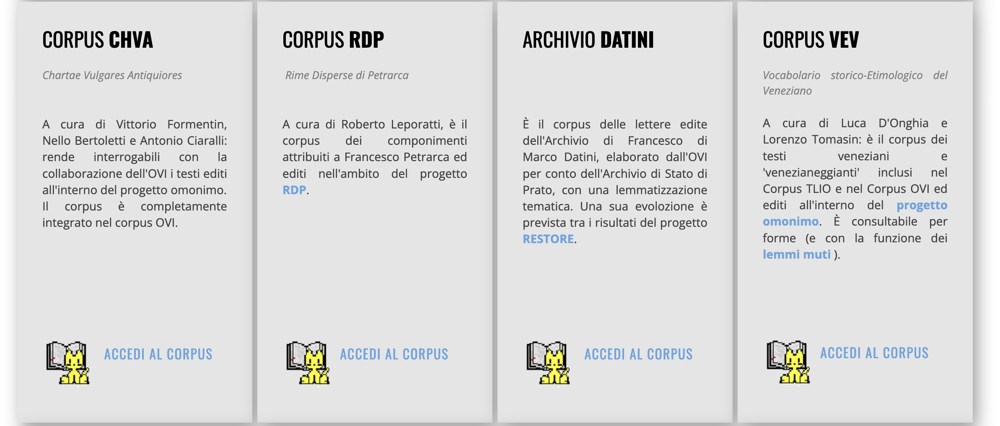 CORPUS CHVA
Chartae Vulgares Antiquiores
A cura di Vittorio Formentin,
Nello Bertoletti e Antonio Ciaralli:
rende interrogabili con la
collaborazione dell'OVI i testi editi
all'interno del progetto omonimo.
Il corpus è completamente
integrato nel corpus OVI.
ACCEDI AL CORPUS
CORPUS RDP
Rime Disperse di Petrarca
A cura di Roberto Leporatti, è il
corpus dei componimenti
attribuiti a Francesco Petrarca ed
editi nell'ambito del progetto
RDP.
ACCEDI AL CORPUS
ARCHIVIO DATINI
È il corpus delle lettere edite
dell'Archivio di Francesco di
Marco Datini, elaborato dall'OVI
per conto dell'Archivio di Stato di
Prato, con una lemmatizzazione
tematica. Una sua evolozione è
prevista tra i risultati del progetto
RESTORE.
ACCEDI AL CORPUS
CORPUS VEV
Vocabolario storico-Etimologico del
Veneziano
A cura di Luca D'Onghia e
Lorenzo Tomasin: è il corpus dei
testi veneziani e
'venezianeggianti' inclusi nel
Corpus TLIO e nel Corpus OVI ed
editi all'interno del progetto
omonimo. È consultabile per
forme (e con la funzione dei
lemmi muti ).
ACCEDI AL CORPUS